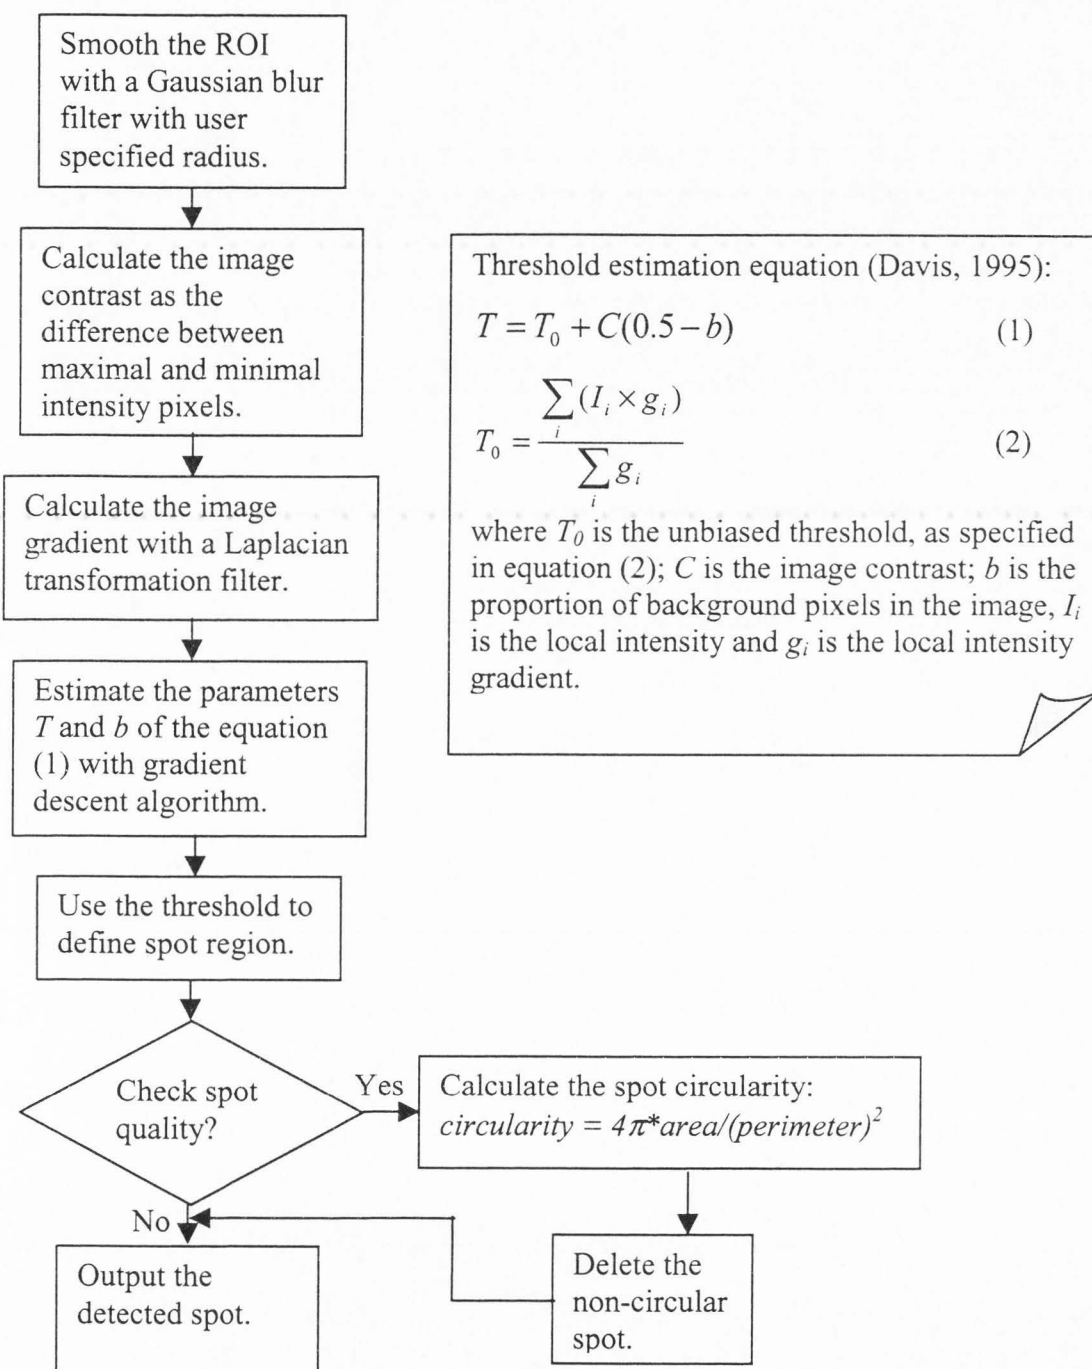 Smooth the ROI
with a Gaussian blur
filter with user
specified radius.
Calculate the image
contrast as the
difference between
maximal and minimal
intensity pixels.
Calculate the image
gradient with a Laplacian
transformation filter.
Estimate the parameters
T and b of the equation
(1) with gradient
descent algorithm.
Use the threshold to
define spot region.
Check spot
quality?
Yes
No
Calculate the spot circularity:
circularity = 4π*area/(perimeter)²
Delete the
non-circular
spot.
Output the
detected spot.
Threshold estimation equation (Davis, 1995):
T = T₀ + C(0.5 − b) (1)
T₀ = ∑ᵢ(Iᵢ × gᵢ) / ∑ᵢ gᵢ (2)
where T₀ is the unbiased threshold, as specified
in equation (2); C is the image contrast; b is the
proportion of background pixels in the image, Iᵢ
is the local intensity and gᵢ is the local intensity
gradient.